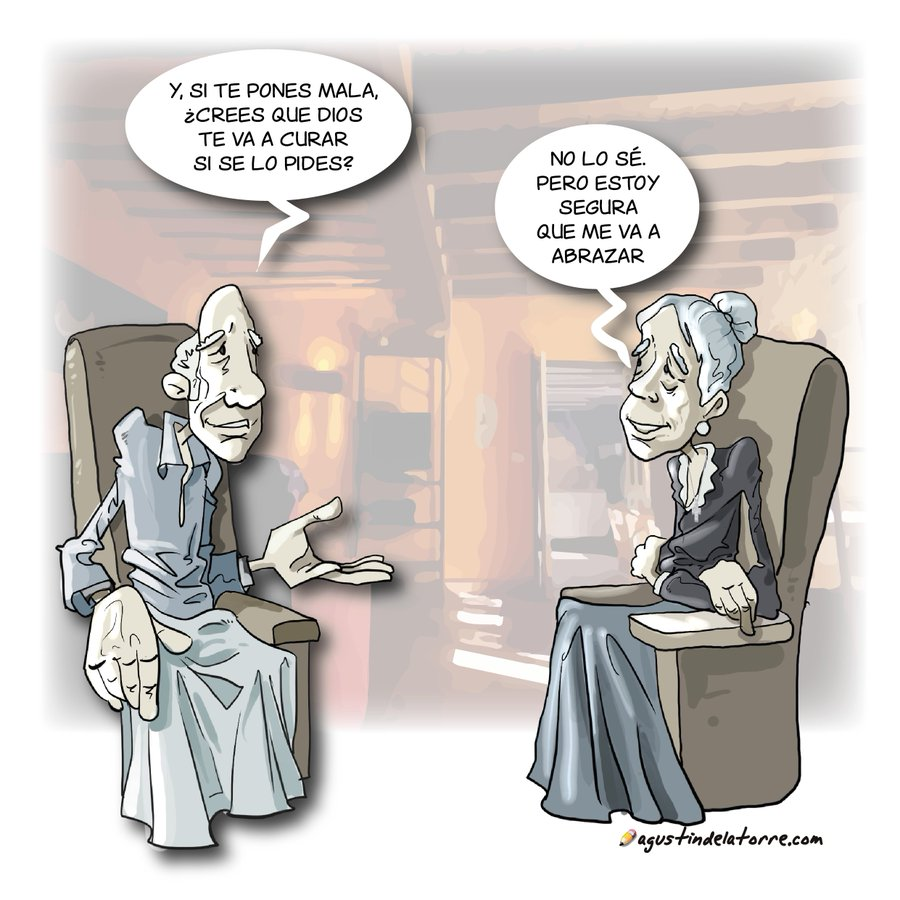 Y, SI TE PONES MALA,
¿CREES QUE DIOS
TE VA A CURAR
SI SE LO PIDES?
NO LO SÉ.
PERO ESTOY
SEGURA
QUE ME VA A
ABRAZAR
agustindelatorre.com